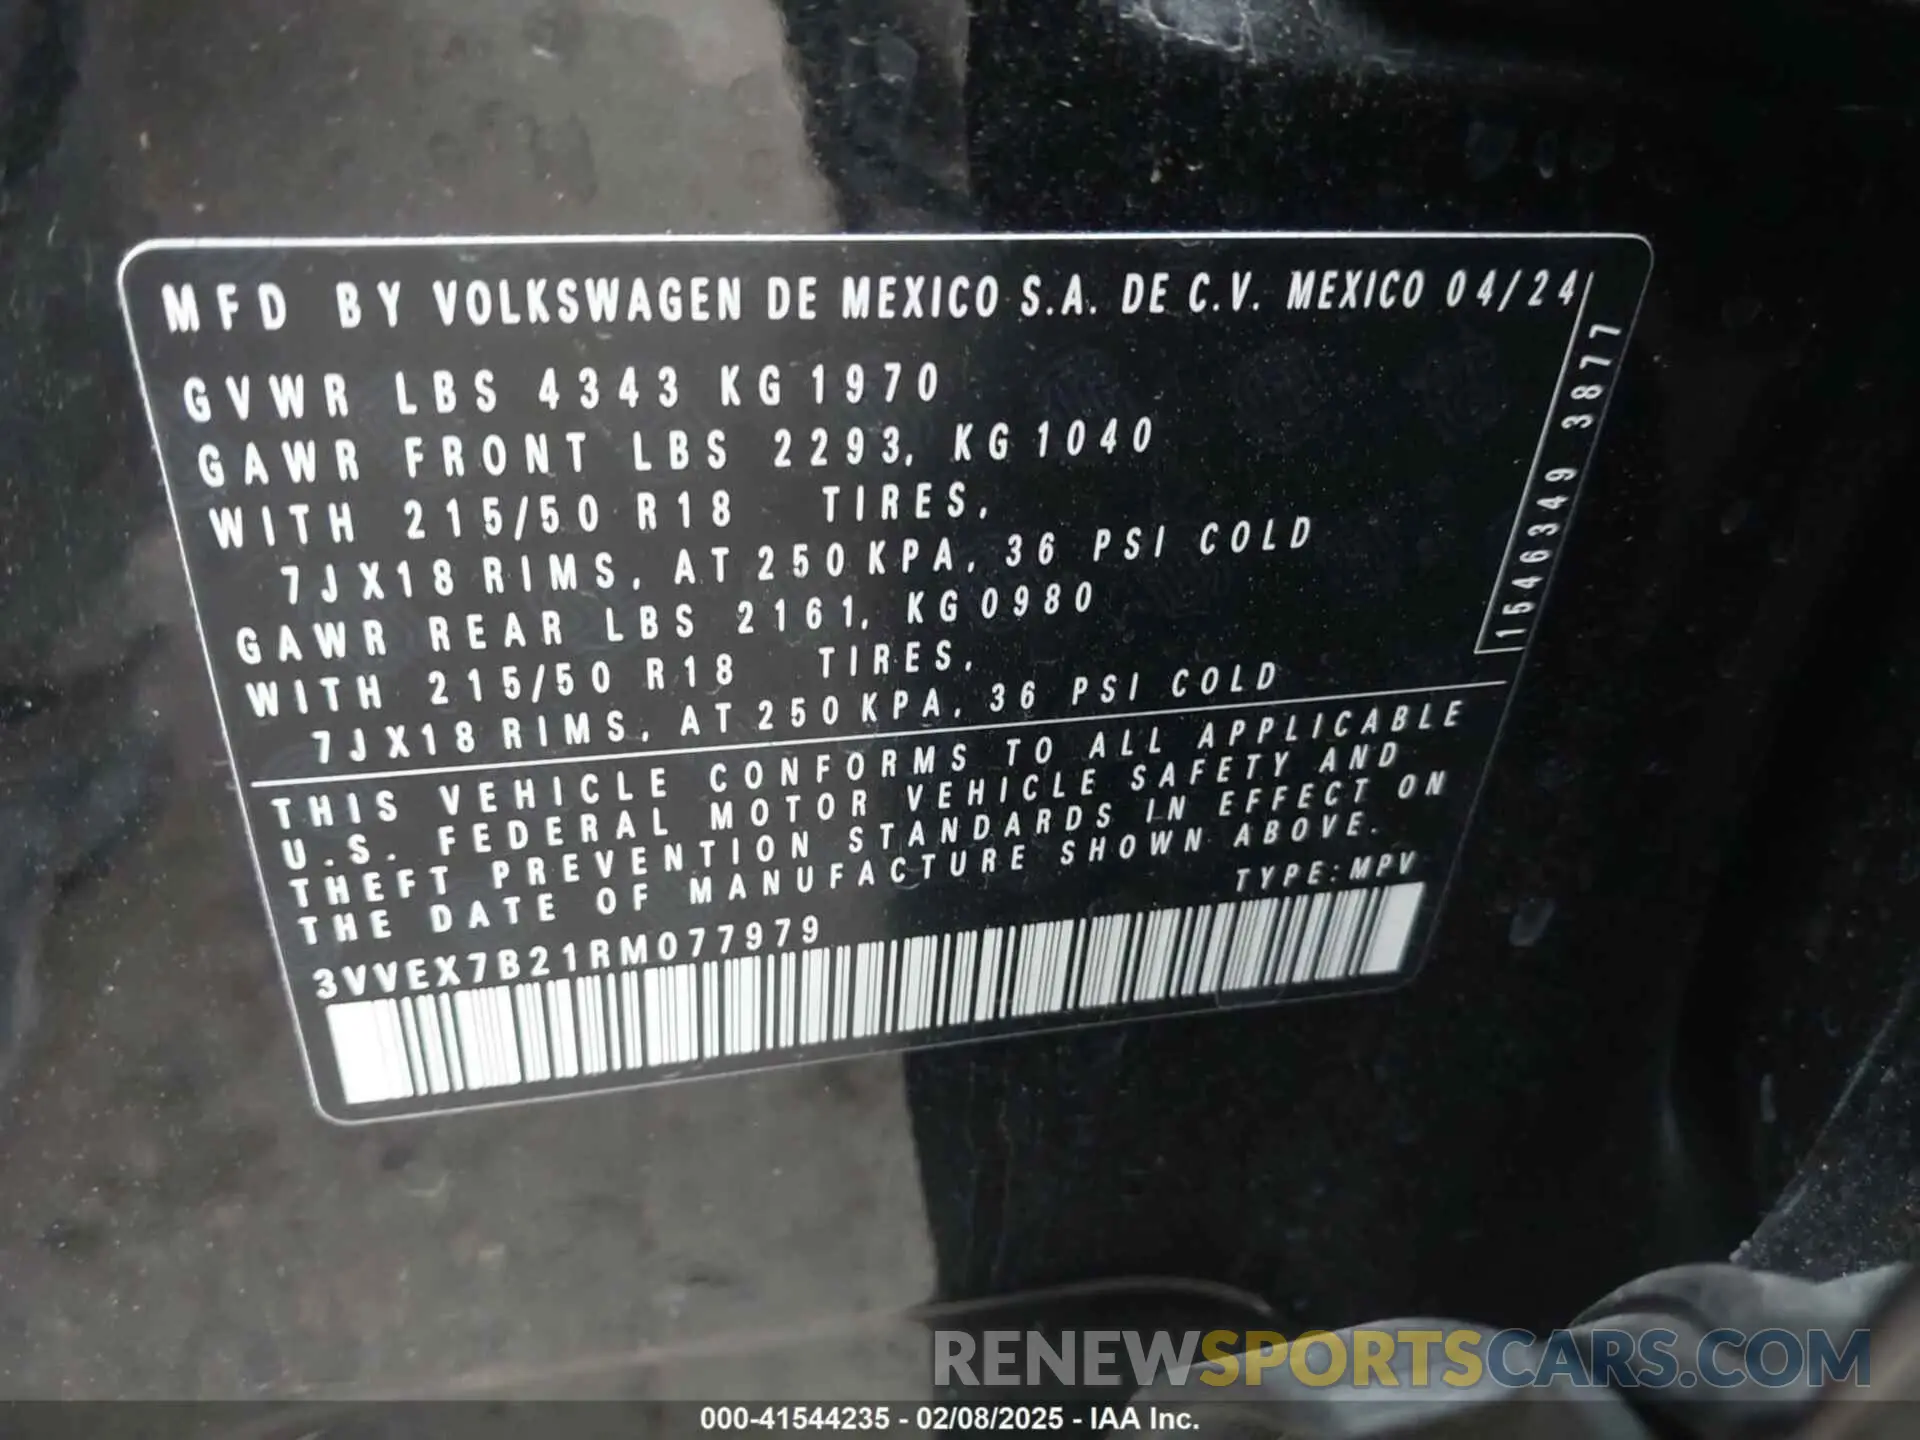 MFD BY VOLKSWAGEN DE MEXICO S.A. DE C.V. MEXICO 04/24
GVWR LBS 4343 KG 1970
GAWR FRONT LBS 2293, KG 1040
WITH 215/50 R18 TIRES,
7JX18 RIMS, AT 250 KPA, 36 PSI COLD
GAWR REAR LBS 2161, KG 0980
WITH 215/50 R18 TIRES,
7JX18 RIMS, AT 250 KPA, 36 PSI COLD
1546349 3877
THIS VEHICLE CONFORMS TO ALL APPLICABLE
U.S. FEDERAL MOTOR VEHICLE SAFETY AND
THEFT PREVENTION STANDARDS IN EFFECT ON
THE DATE OF MANUFACTURE SHOWN ABOVE.
TYPE: MPV
3VVEX7B21RM077979
RENEWSPORTSCARS.COM
000-41544235 - 02/08/2025 - IAA Inc.